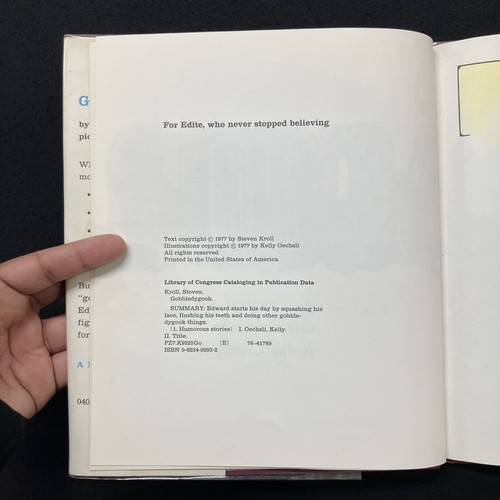 G
by
pic
Wl
mo
Bu
"go
Ed
fig
for
A
040
For Edite, who never stopped believing
Text copyright © 1977 by Steven Kroll
Illustrations copyright © 1977 by Kelly Oechsli
All rights reserved
Printed in the United States of America
Library of Congress Cataloging in Publication Data
Kroll, Steven.
Gobbledygook.
SUMMARY: Edward starts his day by squashing his
lace, flushing his teeth and doing other gobble-
dygook things.
[1. Humorous stories] I. Oechsli, Kelly.
II. Title.
PZ7.K9225Go [E] 76-41789
ISBN 0-8234-0293-2